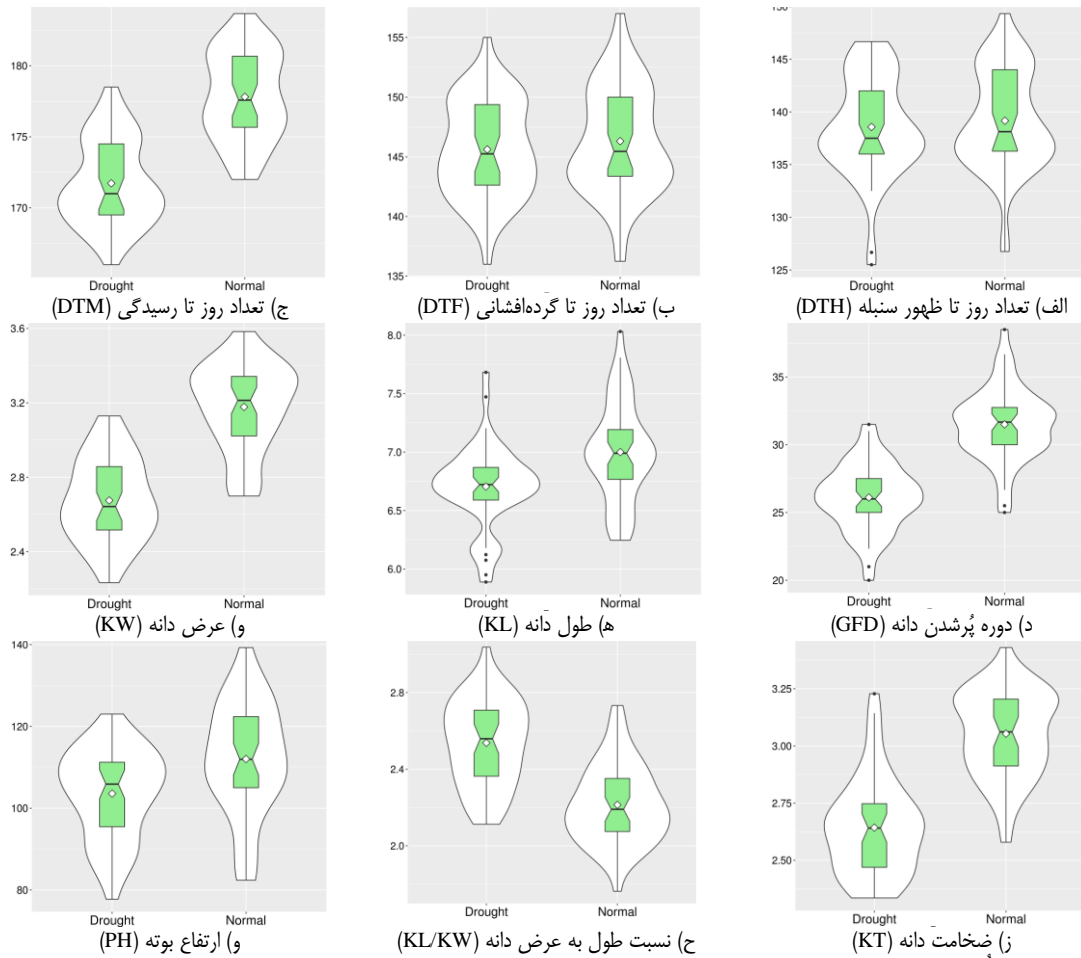 180
175
170
Drought Normal
ج) تعداد روز تا رسیدگی (DTM)
155
150
145
140
135
Drought Normal
ب) تعداد روز تا گرده‌افشانی (DTF)
150
145
140
135
130
125
Drought Normal
الف) تعداد روز تا ظهور سنبله (DTH)
3.6
3.2
2.8
2.4
Drought Normal
و) عرض دانه (KW)
8.0
7.5
7.0
6.5
6.0
Drought Normal
ه) طول دانه (KL)
35
30
25
20
Drought Normal
د) دوره پُرشدن دانه (GFD)
140
120
100
80
Drought Normal
و) ارتفاع بوته (PH)
2.8
2.4
2.0
Drought Normal
ح) نسبت طول به عرض دانه (KL/KW)
3.25
3.00
2.75
2.50
Drought Normal
ز) ضخامت دانه (KT)